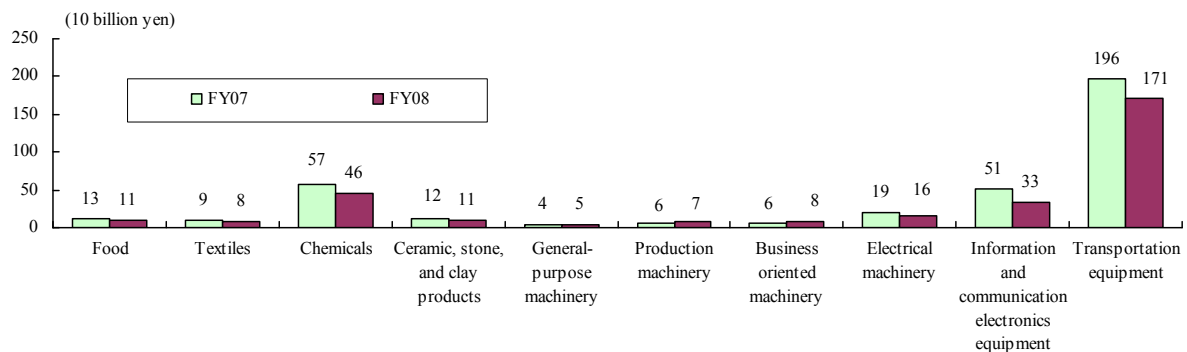 (10 billion yen)
250
200
150
100
50
0
FY07 FY08
13 11 9 8 57 46 12 11 4 5 6 7 6 8 19 16 51 33 196 171
Food
Textiles
Chemicals
Ceramic, stone,
and clay
products
General-
purpose
machinery
Production
machinery
Business
oriented
machinery
Electrical
machinery
Information
and
communication
electronics
equipment
Transportation
equipment